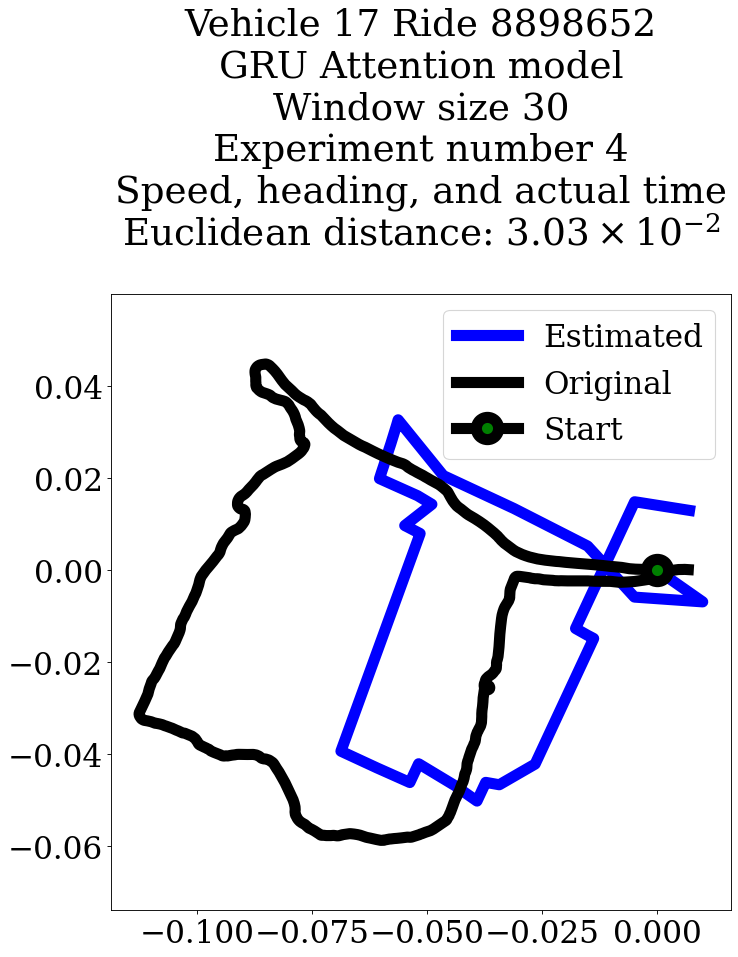 Vehicle 17 Ride 8898652
GRU Attention model
Window size 30
Experiment number 4
Speed, heading, and actual time
Euclidean distance: 3.03 × 10⁻²
Estimated
Original
Start
0.04
0.02
0.00
−0.02
−0.04
−0.06
−0.100 −0.075 −0.050 −0.025 0.000